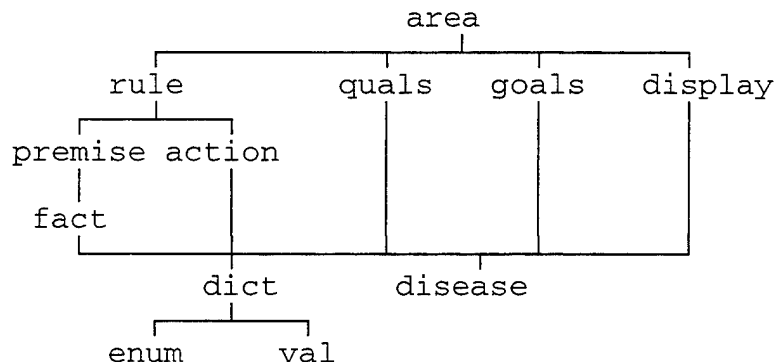 area
rule quals goals display
premise action
fact
dict disease
enum val